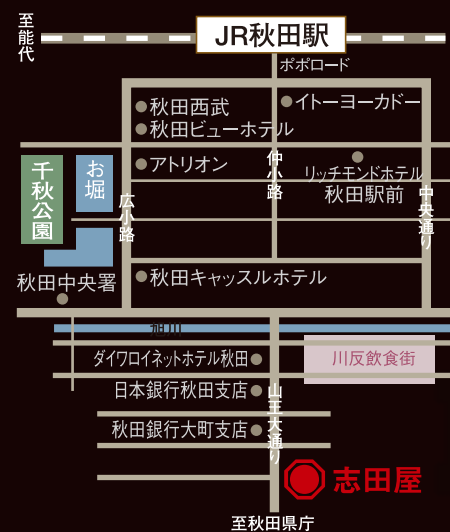 至能代
JR秋田駅
ポポロード
秋田西武
イトーヨーカドー
秋田ビューホテル
アトリオン
仲小路
リッチモンドホテル
秋田駅前
千秋公園
お堀
広小路
中央通り
秋田中央署
秋田キャッスルホテル
旭川
ダイワロイネットホテル秋田
川反飲食街
日本銀行秋田支店
山王大通り
秋田銀行大町支店
志田屋
至秋田県庁